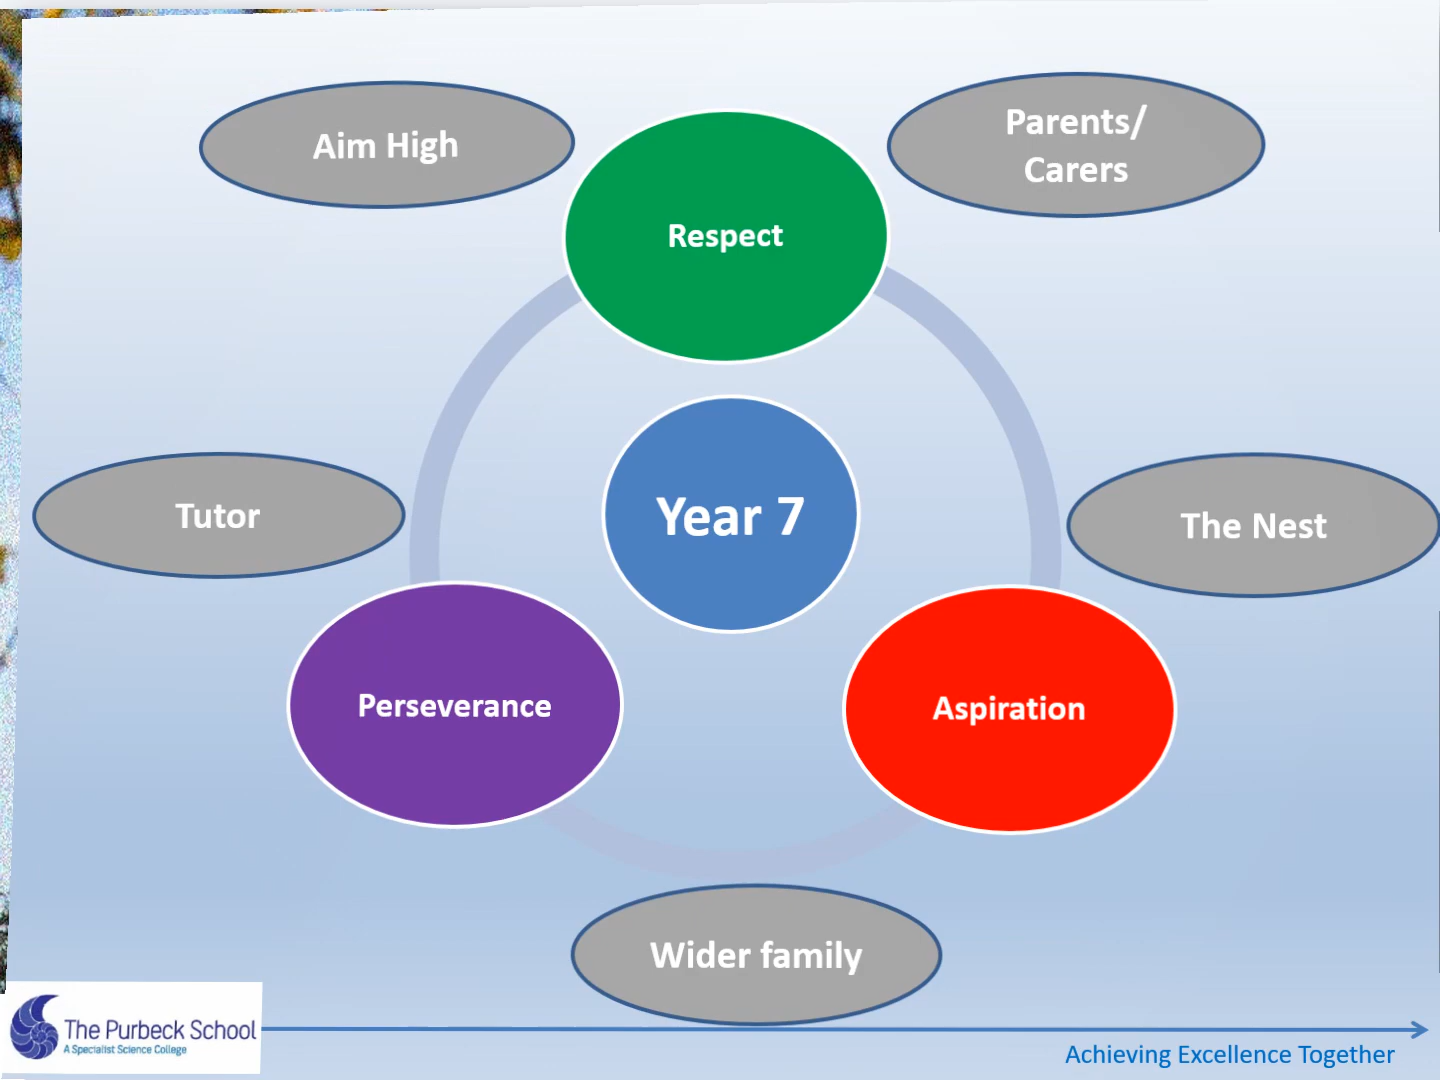 Aim High
Parents/
Carers
Respect
Tutor
Year 7
The Nest
Perseverance
Aspiration
Wider family
The Purbeck School
A Specialist Science College
Achieving Excellence Together